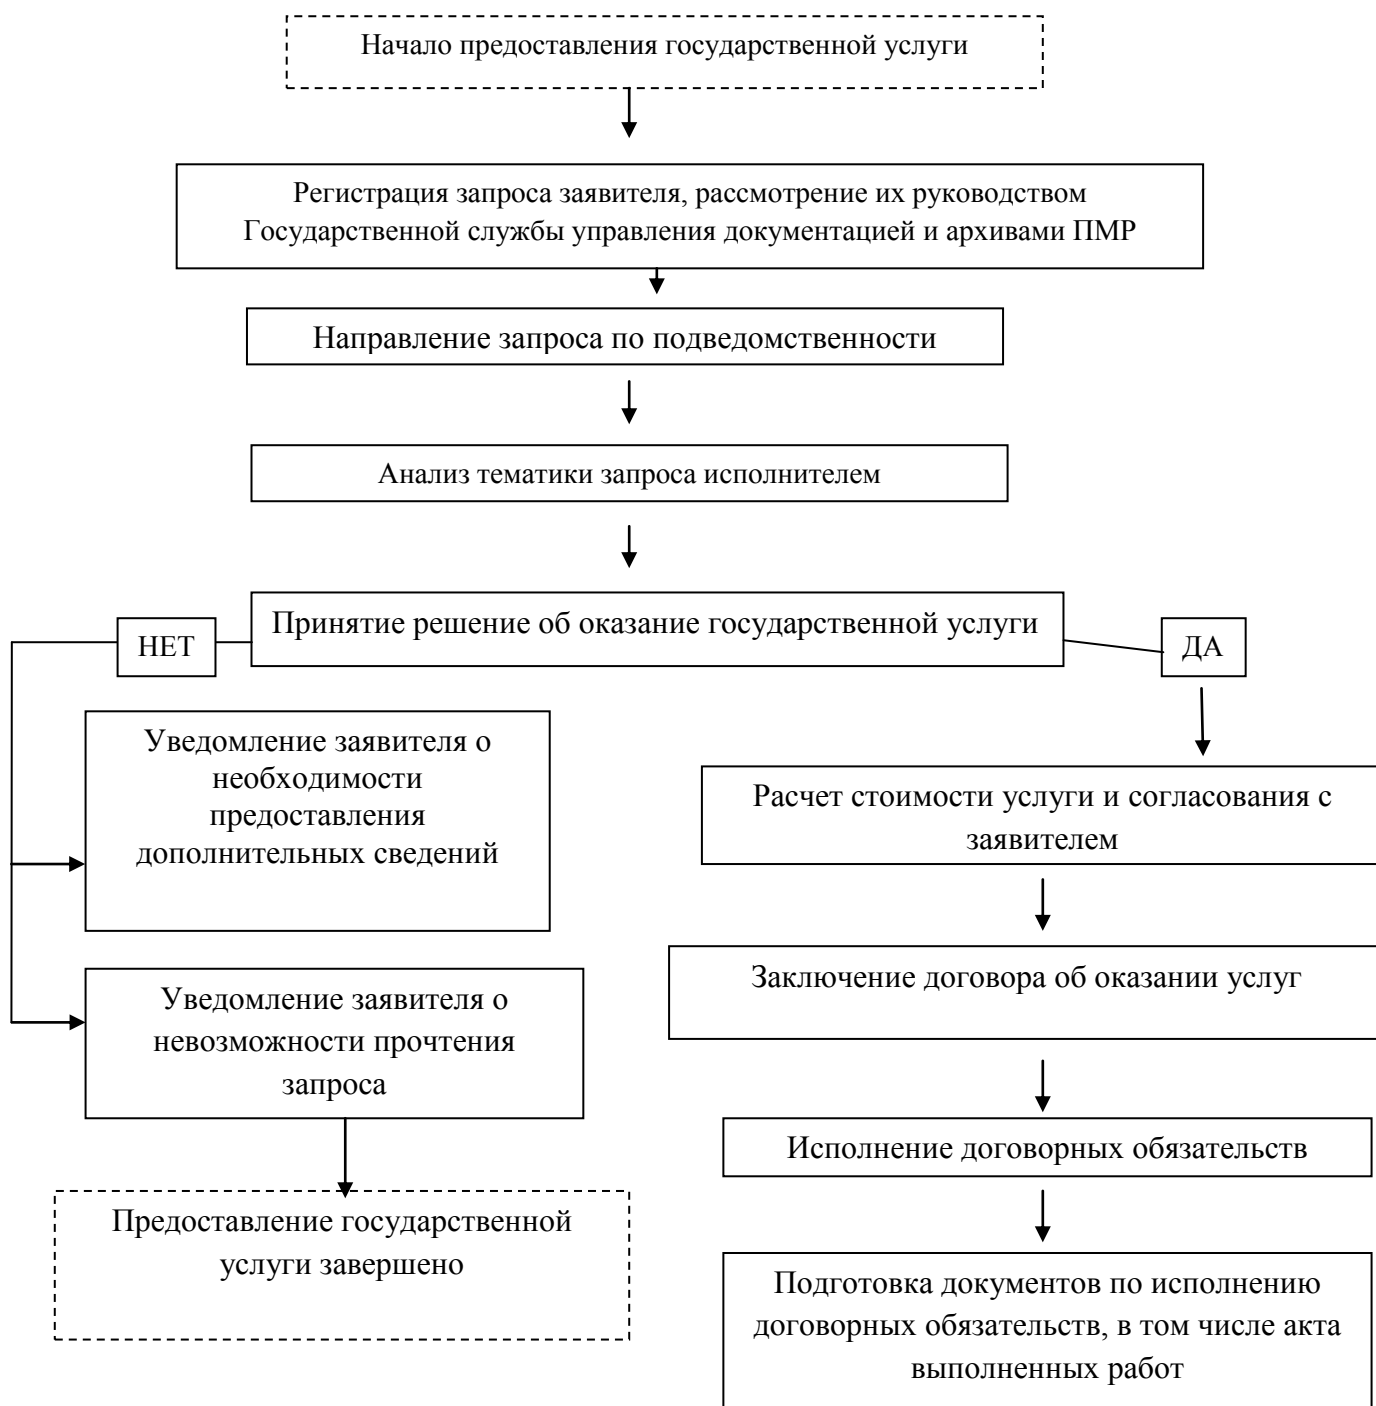 Начало предоставления государственной услуги
Регистрация запроса заявителя, рассмотрение их руководством
Государственной службы управления документацией и архивами ПМР
Направление запроса по подведомственности
Анализ тематики запроса исполнителем
Принятие решение об оказание государственной услуги
НЕТ
ДА
Уведомление заявителя о
необходимости
предоставления
дополнительных сведений
Расчет стоимости услуги и согласования с
заявителем
Заключение договора об оказании услуг
Уведомление заявителя о
невозможности прочтения
запроса
Исполнение договорных обязательств
Предоставление государственной
услуги завершено
Подготовка документов по исполнению
договорных обязательств, в том числе акта
выполненных работ